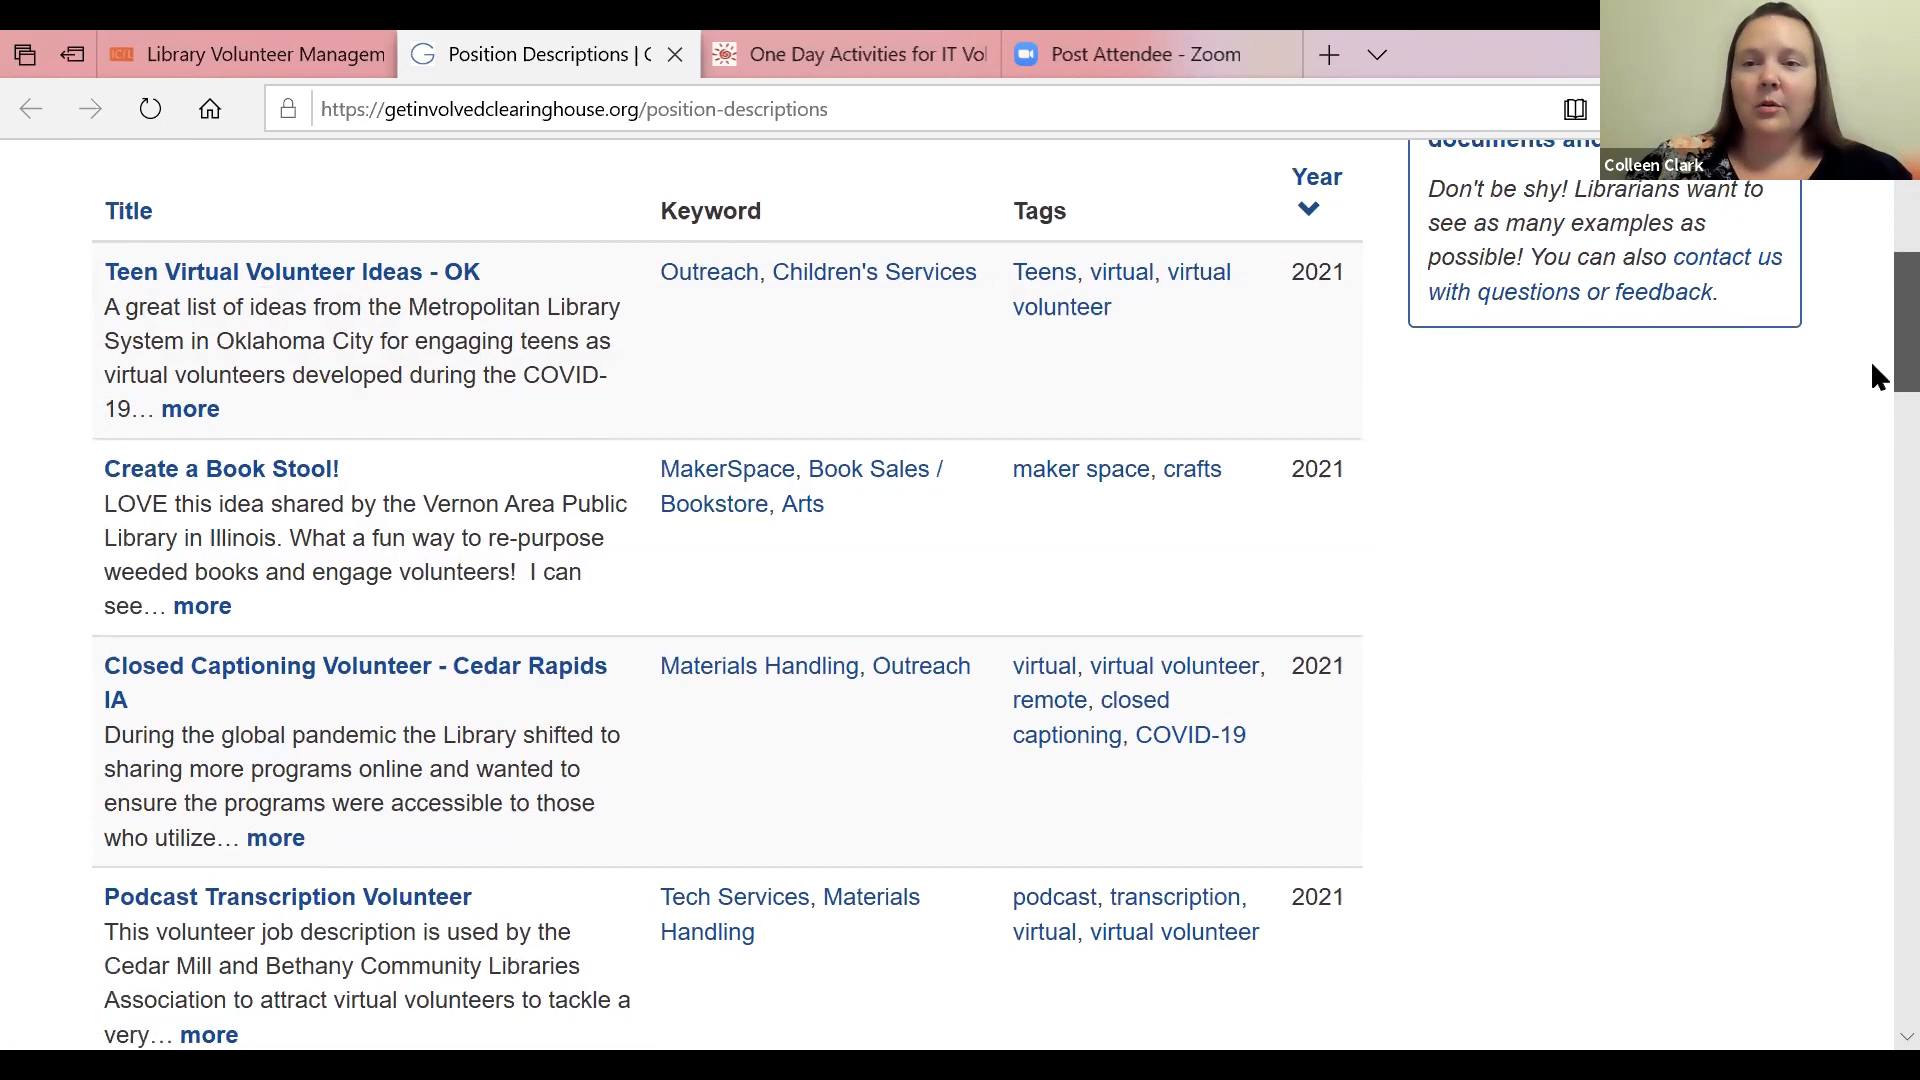 Library Volunteer Managem
Position Descriptions | C
One Day Activities for IT Vol
Post Attendee - Zoom
https://getinvolvedclearinghouse.org/position-descriptions
Colleen Clark
documents and
Don't be shy! Librarians want to
see as many examples as
possible! You can also contact us
with questions or feedback.
Title Keyword Tags Year
Teen Virtual Volunteer Ideas - OK
A great list of ideas from the Metropolitan Library
System in Oklahoma City for engaging teens as
virtual volunteers developed during the COVID-
19… more
Outreach, Children's Services
Teens, virtual, virtual
volunteer
2021
Create a Book Stool!
LOVE this idea shared by the Vernon Area Public
Library in Illinois. What a fun way to re-purpose
weeded books and engage volunteers!  I can
see… more
MakerSpace, Book Sales /
Bookstore, Arts
maker space, crafts
2021
Closed Captioning Volunteer - Cedar Rapids
IA
During the global pandemic the Library shifted to
sharing more programs online and wanted to
ensure the programs were accessible to those
who utilize… more
Materials Handling, Outreach
virtual, virtual volunteer,
remote, closed
captioning, COVID-19
2021
Podcast Transcription Volunteer
This volunteer job description is used by the
Cedar Mill and Bethany Community Libraries
Association to attract virtual volunteers to tackle a
very… more
Tech Services, Materials
Handling
podcast, transcription,
virtual, virtual volunteer
2021